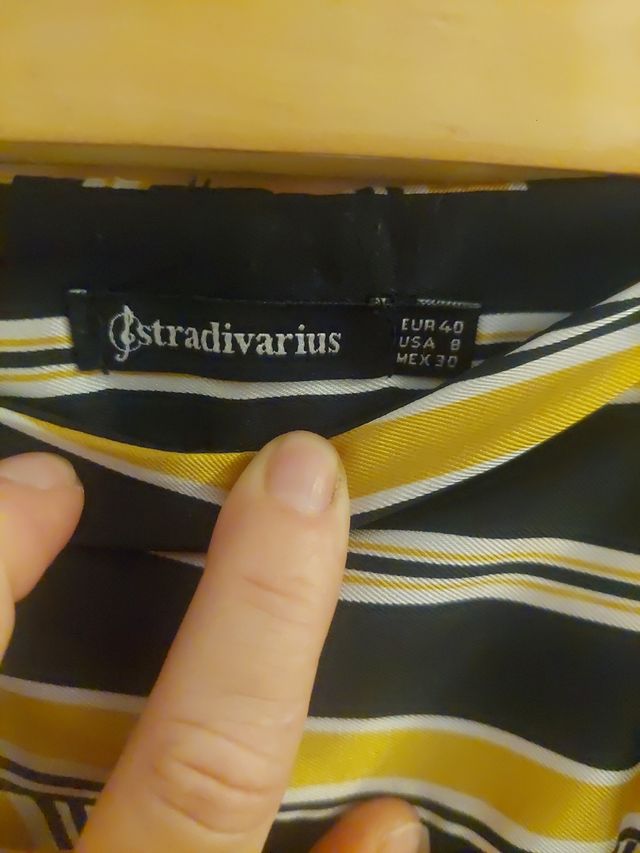 stradivarius
EUR 40
USA 8
MEX 30